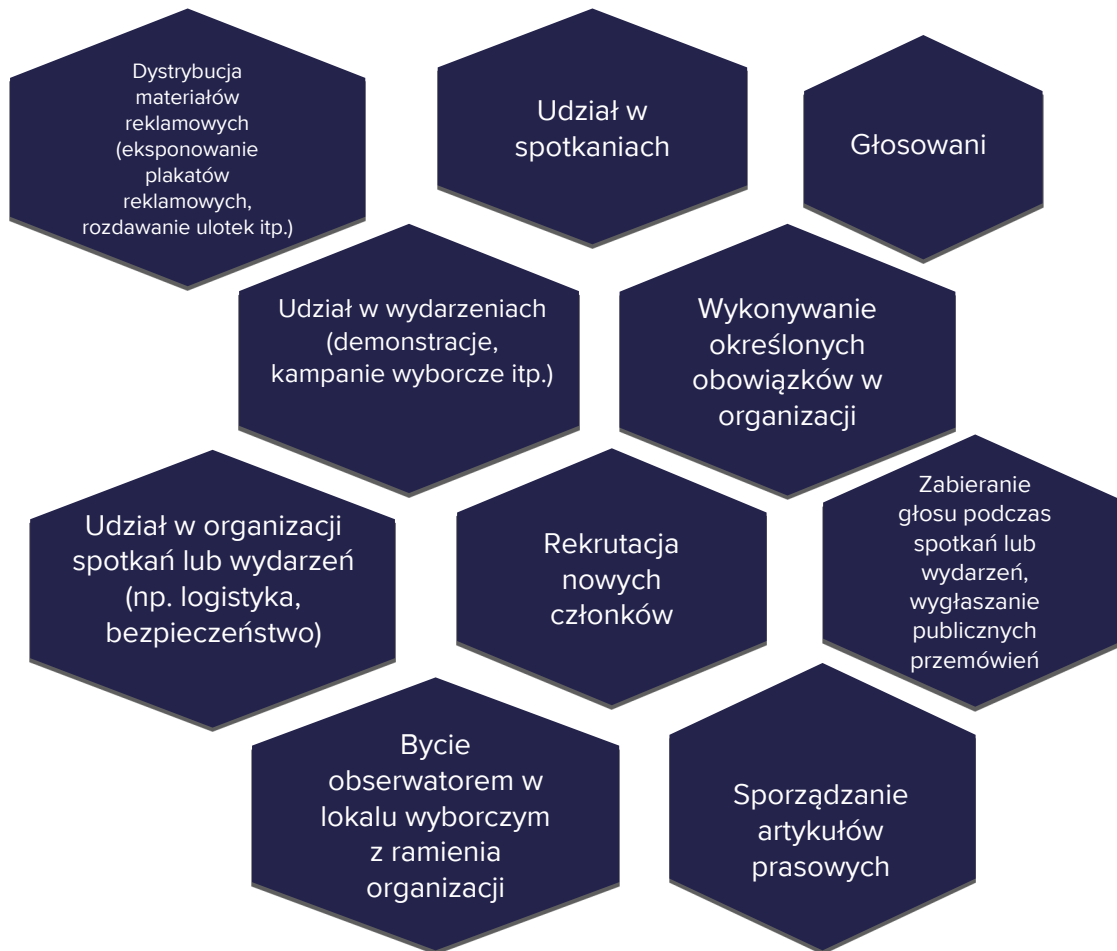 Dystrybucja
materiałów
reklamowych
(eksponowanie
plakatów
reklamowych,
rozdawanie ulotek itp.)
Udział w
spotkaniach
Głosowani
Udział w wydarzeniach
(demonstracje,
kampanie wyborcze itp.)
Wykonywanie
określonych
obowiązków w
organizacji
Udział w organizacji
spotkań lub wydarzeń
(np. logistyka,
bezpieczeństwo)
Rekrutacja
nowych
członków
Zabieranie
głosu podczas
spotkań lub
wydarzeń,
wygłaszanie
publicznych
przemówień
Bycie
obserwatorem w
lokalu wyborczym
z ramienia
organizacji
Sporządzanie
artykułów
prasowych